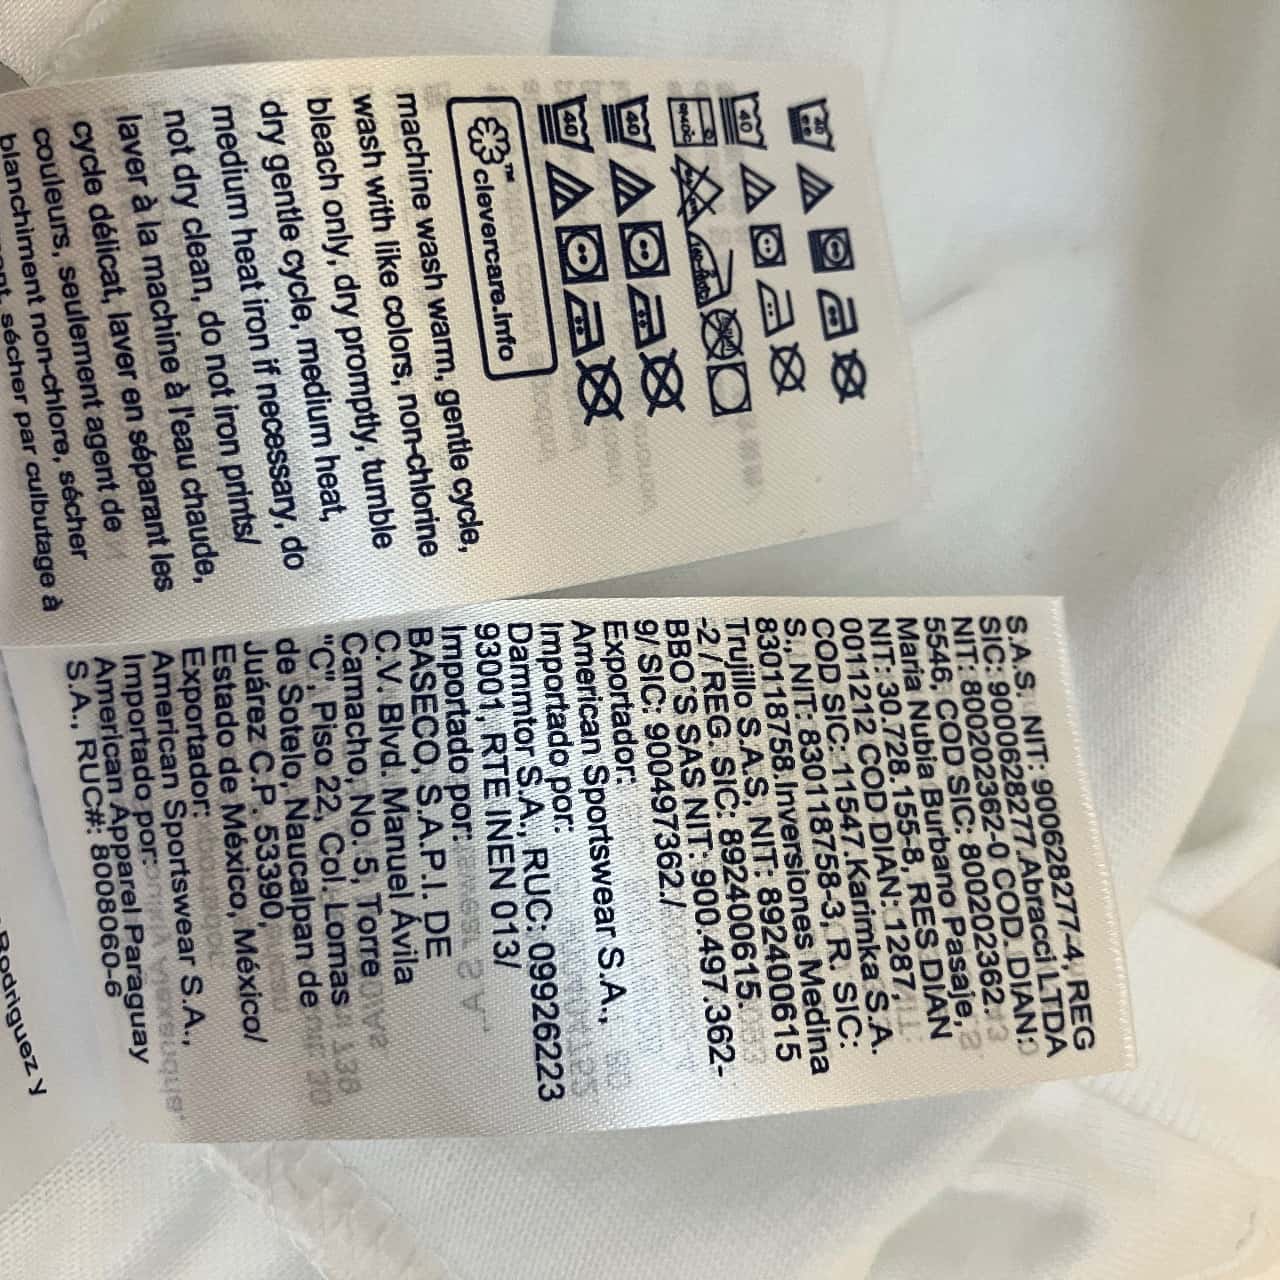 40
40
40
40
40
TM clevercare.info
machine wash warm, gentle cycle,
wash with like colors, non-chlorine
bleach only, dry promptly, tumble
dry gentle cycle, medium heat,
medium heat iron if necessary, do
not dry clean, do not iron prints/
laver à la machine à l'eau chaude,
cycle délicat, laver en séparant les
couleurs, seulement agent de
blanchiment non-chlore, sécher
sécher par culbutage à
S.A.S. NIT: 900628277-4, REG
SIC: 900628277.Abracci LTDA
NIT: 800202362-0 COD. DIAN:
5546, COD SIC: 800202362.
Maria Nubia Burbano Pasaje,
NIT: 30.728.155-8, RES DIAN
0011212 COD DIAN: 1287,
COD SIC: 11547.Karimka S.A.
S., NIT: 830118758-3, R. SIC:
830118758.Inversiones Medina
Trujillo S.A.S, NIT: 892400615
-2 / REG. SIC: 892400615.
BBO'S SAS NIT: 900.497.362-
9/ SIC: 900497362./
Exportador:
American Sportswear S.A.,
Importado por:
Dammtor S.A., RUC: 09926223
93001, RTE INEN 013/
Importado por:
BASECO, S.A.P.I. DE
C.V. Blvd. Manuel Ávila
Camacho, No. 5, Torre
"C", Piso 22, Col. Lomas
de Sotelo, Naucalpan de
Juárez C.P. 53390,
Estado de México, México/
Exportador:
American Sportswear S.A.,
Importado por:
American Apparel Paraguay
S.A., RUC#: 8008060-6
Rodriguez y